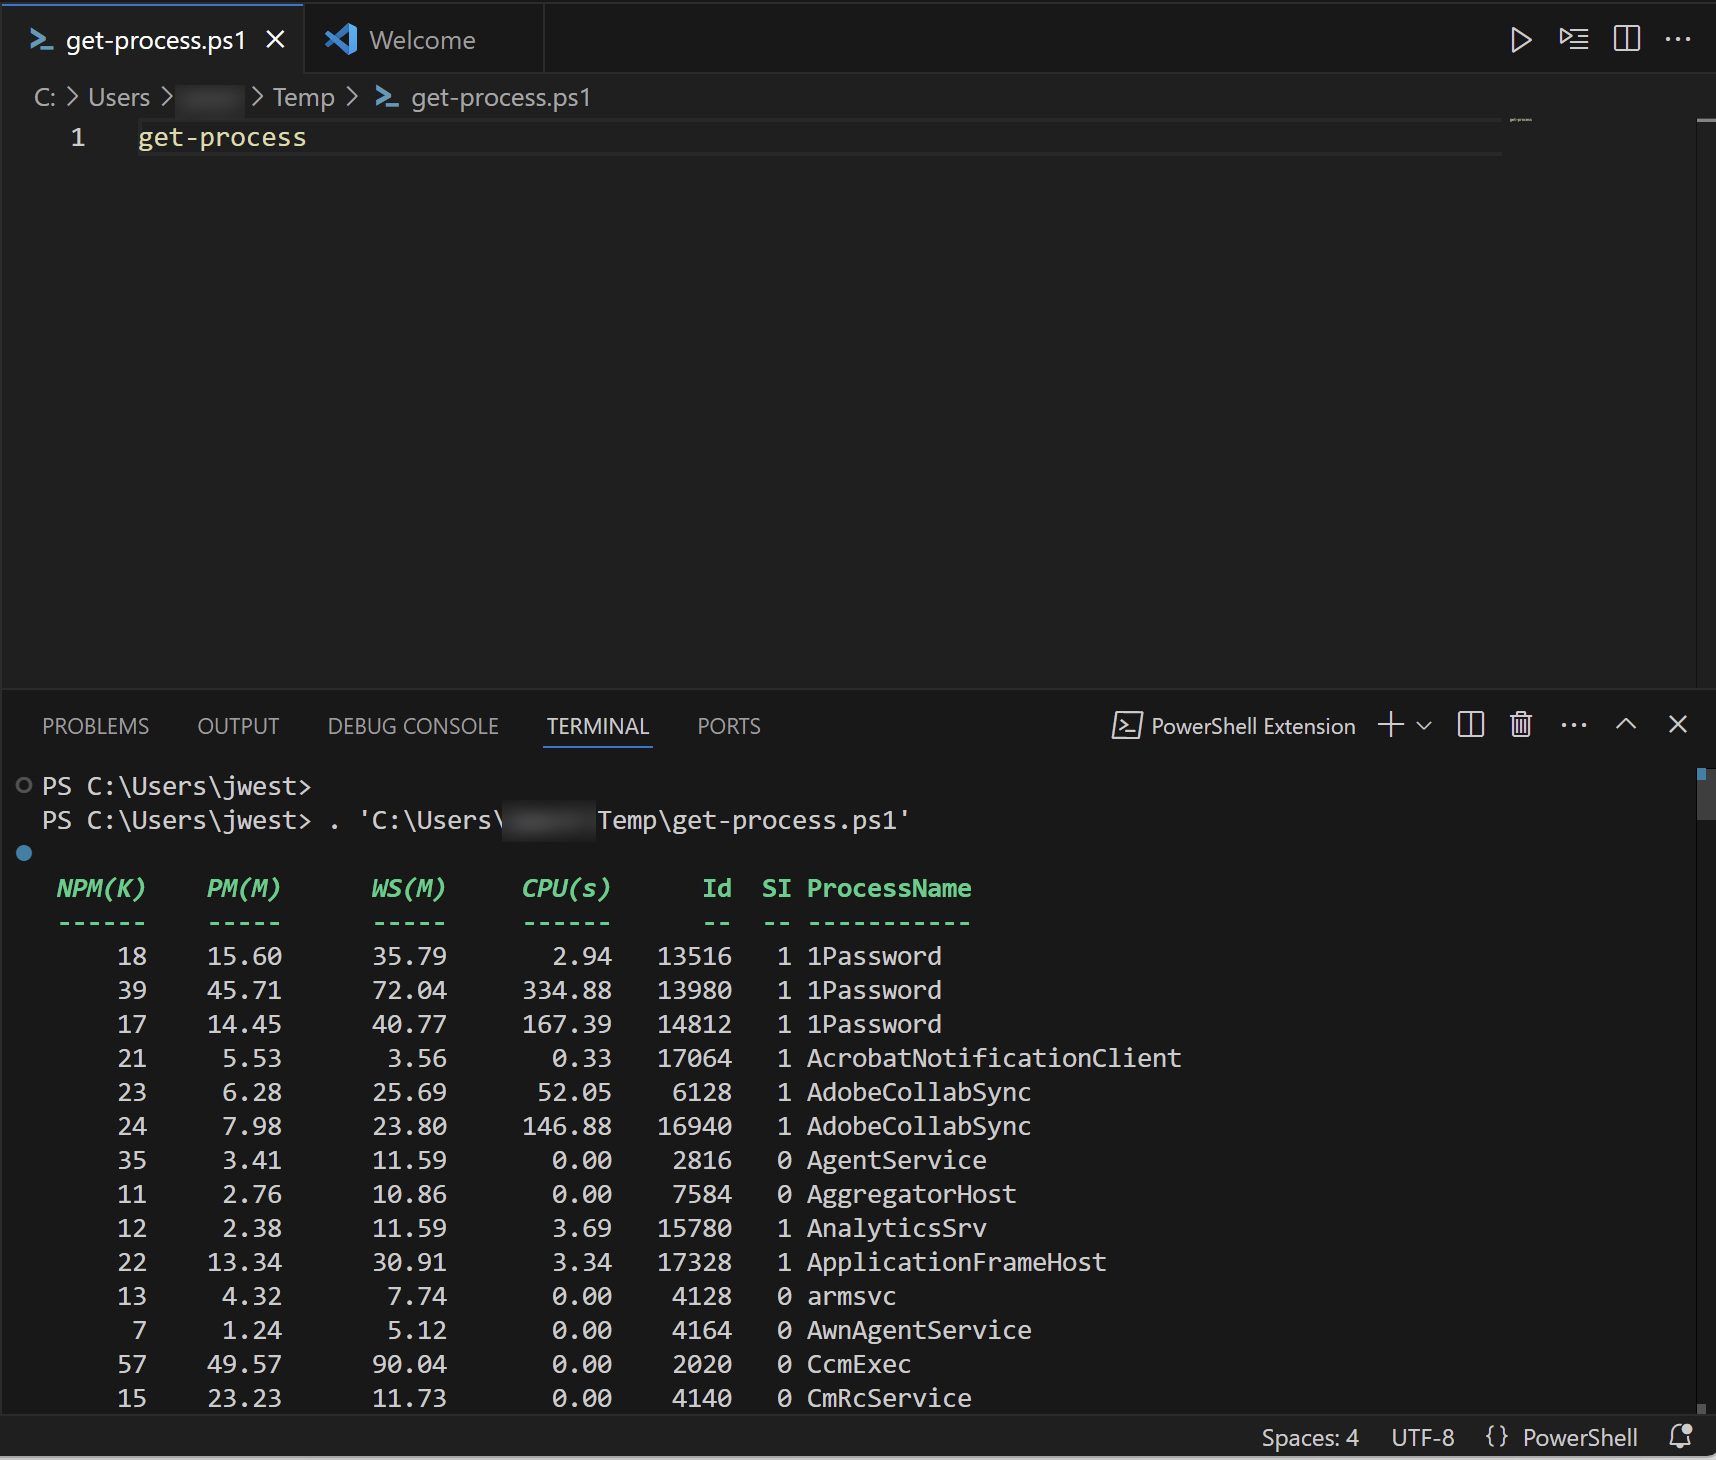 get-process.ps1 Welcome
C: > Users > > Temp > get-process.ps1
1 get-process
PROBLEMS OUTPUT DEBUG CONSOLE TERMINAL PORTS PowerShell Extension
PS C:\Users\jwest>
PS C:\Users\jwest> . 'C:\Users\ Temp\get-process.ps1'
NPM(K) PM(M) WS(M) CPU(s) Id SI ProcessName
------ ----- ----- ------ -- -- -----------
18 15.60 35.79 2.94 13516 1 1Password
39 45.71 72.04 334.88 13980 1 1Password
17 14.45 40.77 167.39 14812 1 1Password
21 5.53 3.56 0.33 17064 1 AcrobatNotificationClient
23 6.28 25.69 52.05 6128 1 AdobeCollabSync
24 7.98 23.80 146.88 16940 1 AdobeCollabSync
35 3.41 11.59 0.00 2816 0 AgentService
11 2.76 10.86 0.00 7584 0 AggregatorHost
12 2.38 11.59 3.69 15780 1 AnalyticsSrv
22 13.34 30.91 3.34 17328 1 ApplicationFrameHost
13 4.32 7.74 0.00 4128 0 armsvc
7 1.24 5.12 0.00 4164 0 AwnAgentService
57 49.57 90.04 0.00 2020 0 CcmExec
15 23.23 11.73 0.00 4140 0 CmRcService
Spaces: 4 UTF-8 {} PowerShell